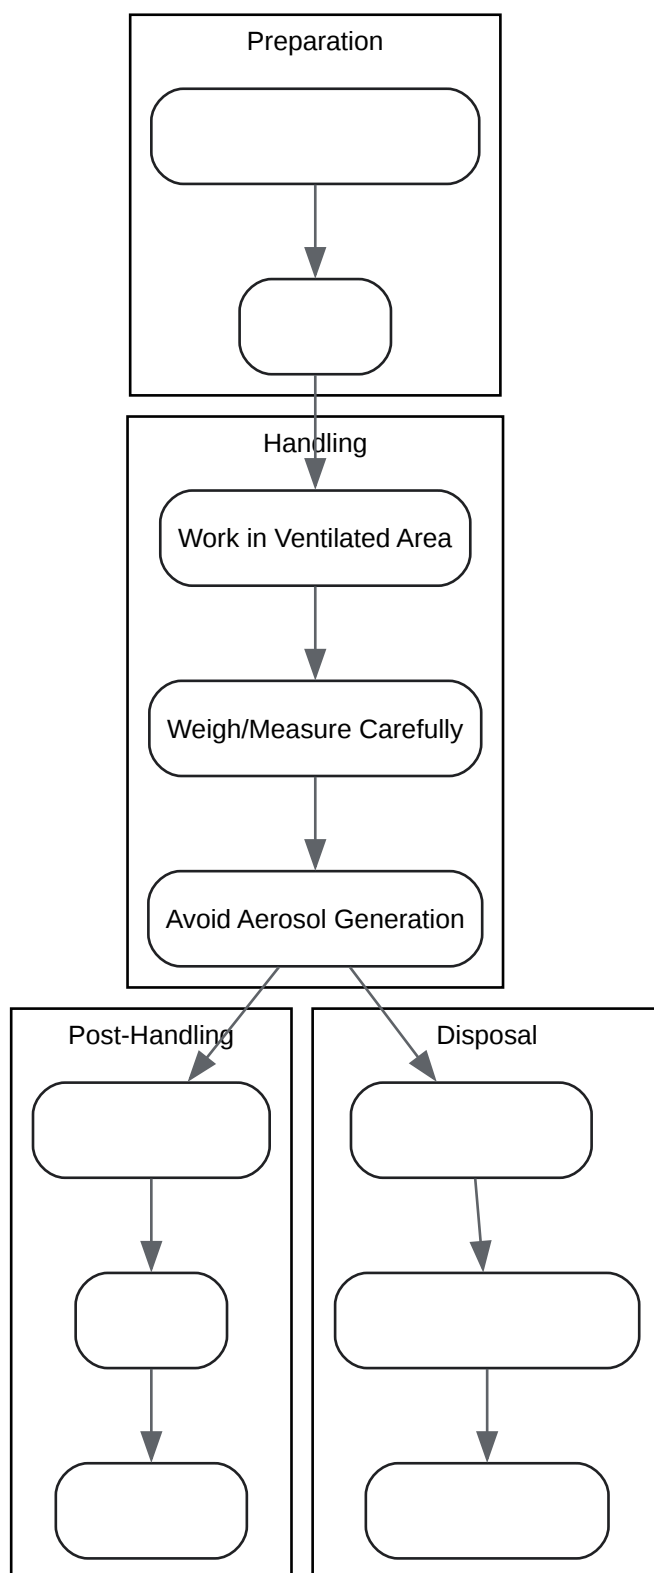 Preparation
Handling
Work in Ventilated Area
Weigh/Measure Carefully
Avoid Aerosol Generation
Post-Handling
Disposal